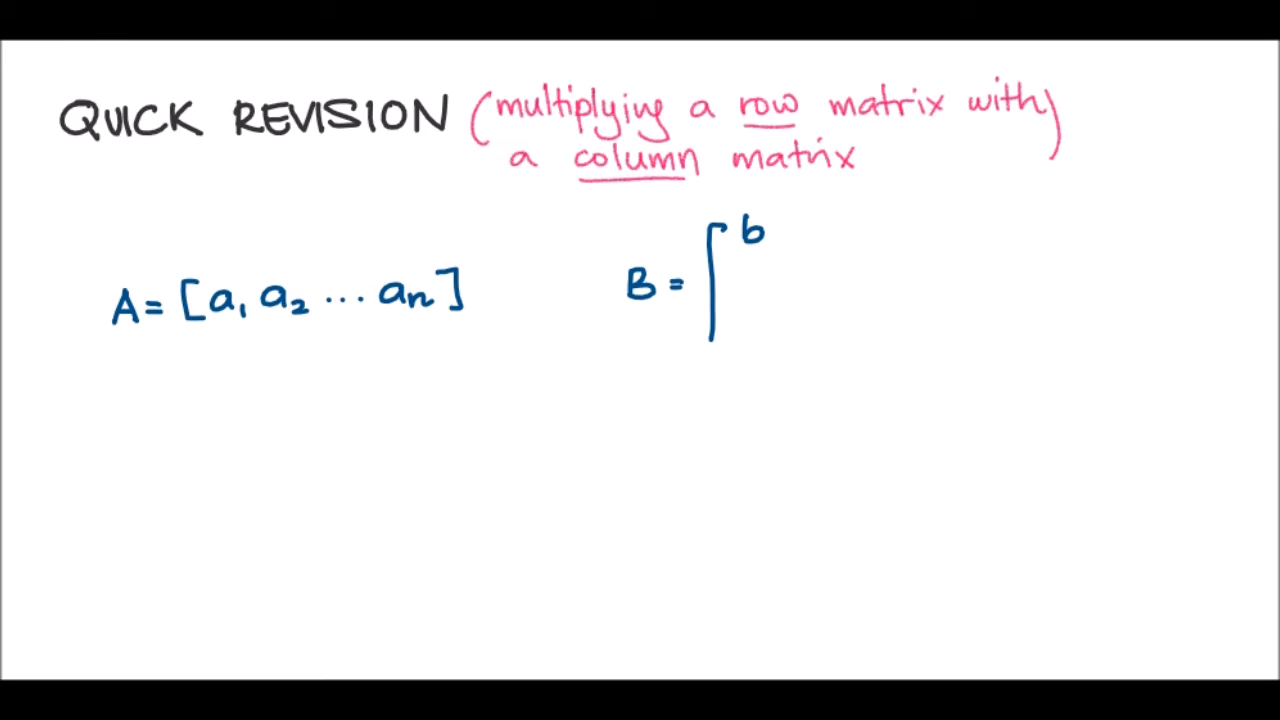 QUICK REVISION (multiplying a row matrix with
a column matrix)
A = [a₁ a₂ ... aₙ] B = [b